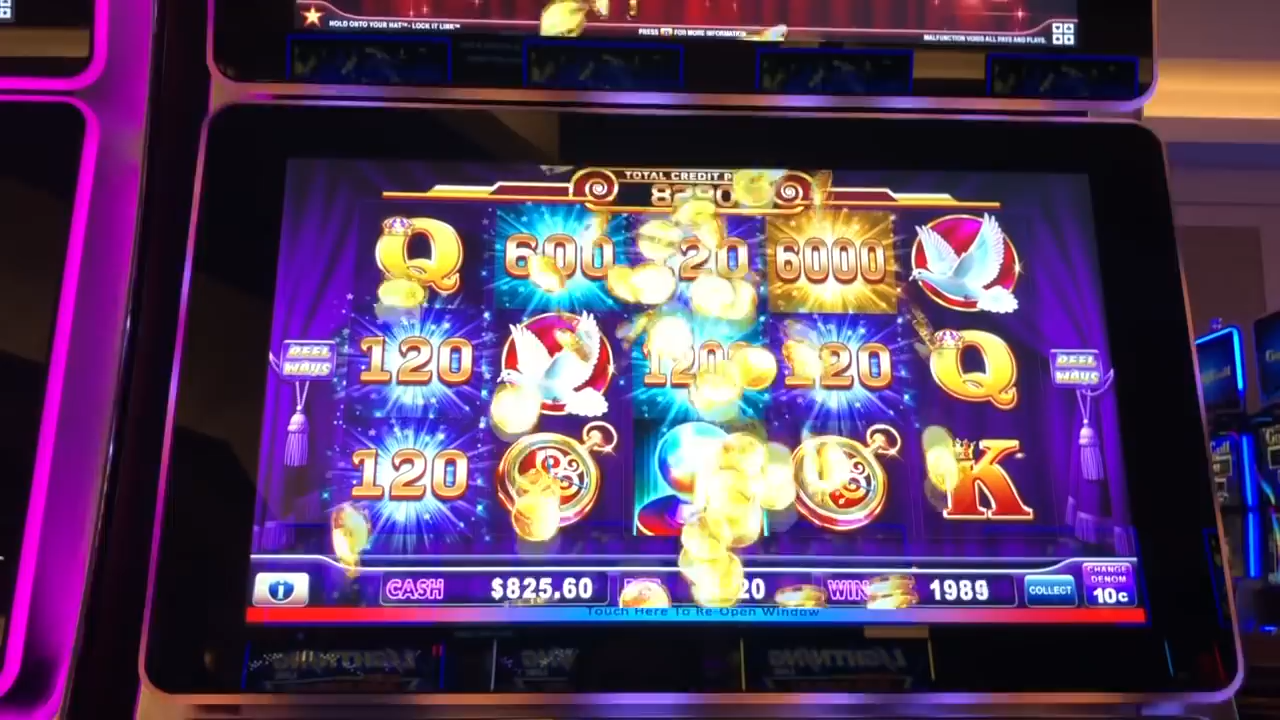 HOLD ONTO YOUR HAT™ - LOCK IT LINK™
PRESS FOR MORE INFORMATION
MALFUNCTION VOIDS ALL PAYS AND PLAYS.
TOTAL CREDIT
Q 600 20 6000
120 120 120 Q
120 K
REEL WAYS
REEL WAYS
CASH $825.60 20 WIN 1989 COLLECT
CHANGE DENOM 10¢
Touch Here To Re-Open Window